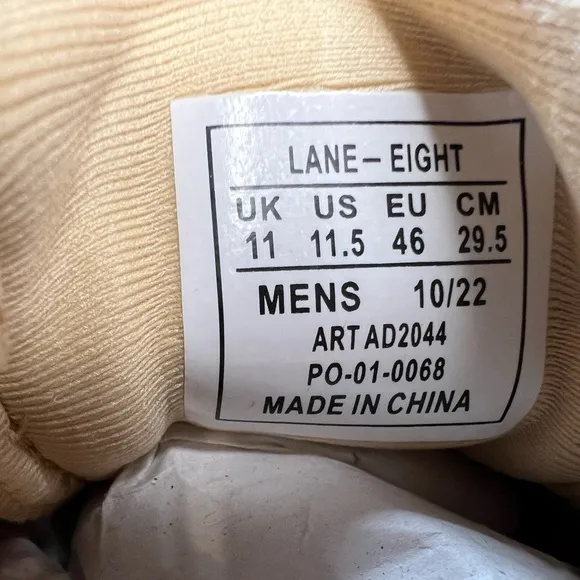 LANE-EIGHT
UK US EU CM
11 11.5 46 29.5
MENS 10/22
ART AD2044
PO-01-0068
MADE IN CHINA